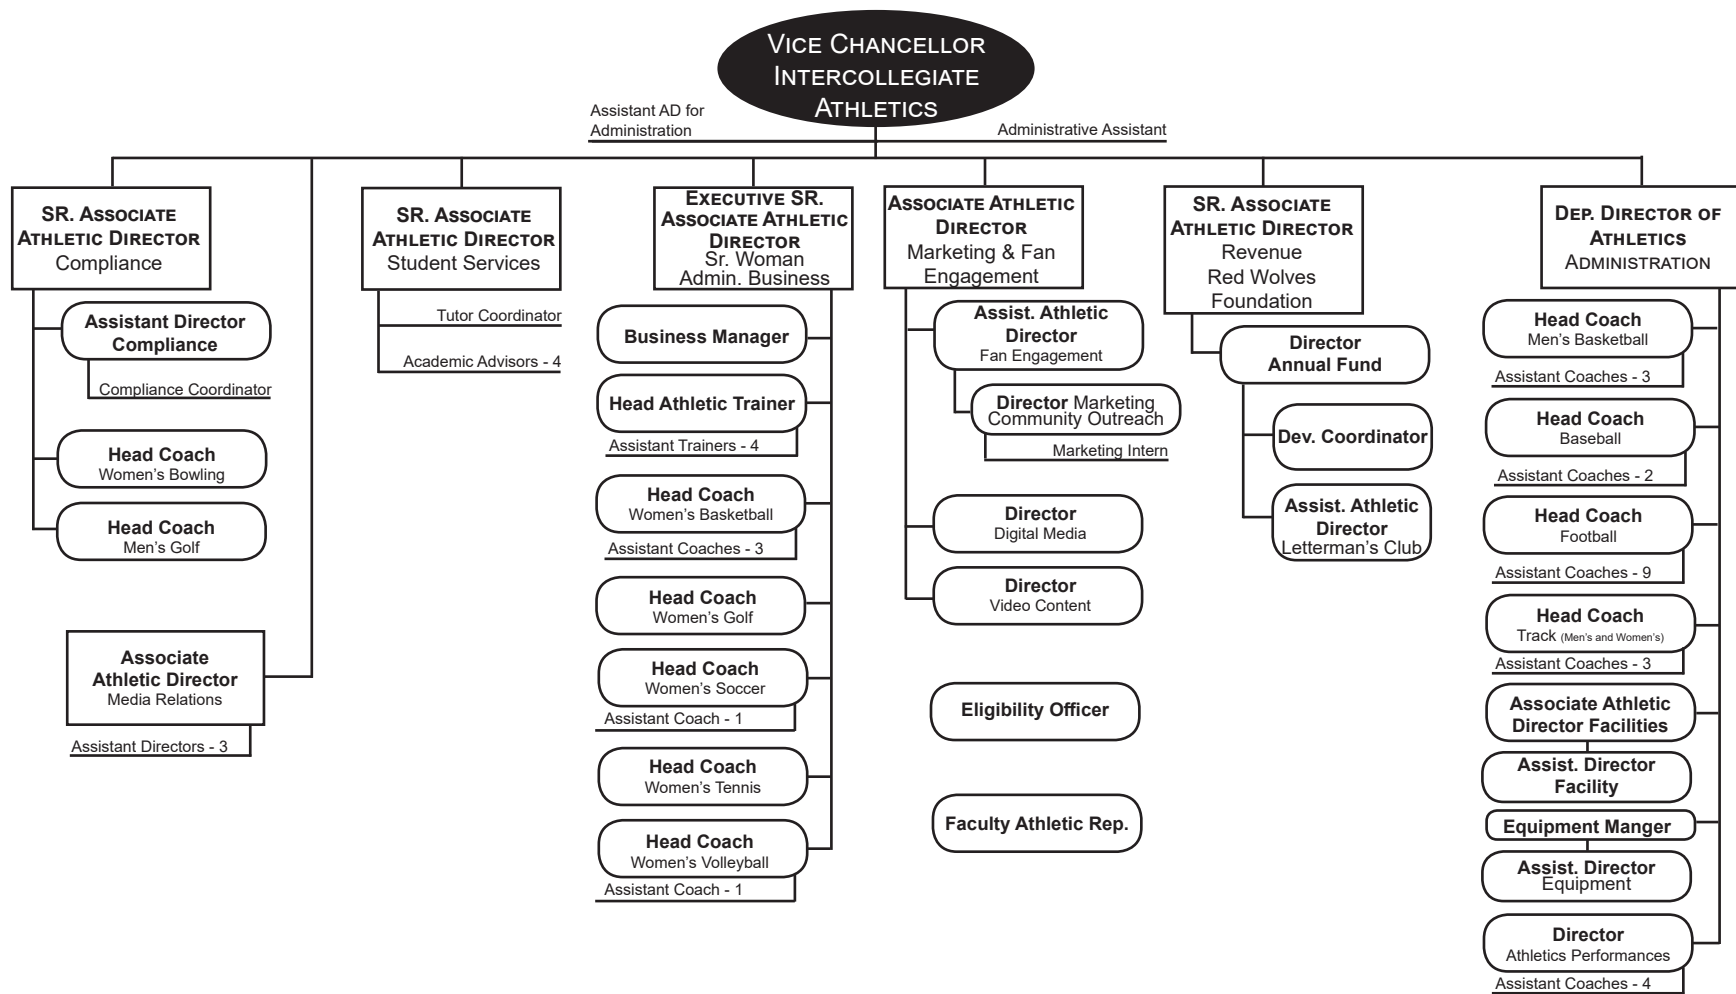 VICE CHANCELLOR
INTERCOLLEGIATE
ATHLETICS
Assistant AD for
Administration
Administrative Assistant
SR. ASSOCIATE
ATHLETIC DIRECTOR
Compliance
Assistant Director
Compliance
Compliance Coordinator
Head Coach
Women's Bowling
Head Coach
Men's Golf
Associate
Athletic Director
Media Relations
Assistant Directors - 3
SR. ASSOCIATE
ATHLETIC DIRECTOR
Student Services
Tutor Coordinator
Academic Advisors - 4
EXECUTIVE SR.
ASSOCIATE ATHLETIC
DIRECTOR
Sr. Woman
Admin. Business
Business Manager
Head Athletic Trainer
Assistant Trainers - 4
Head Coach
Women's Basketball
Assistant Coaches - 3
Head Coach
Women's Golf
Head Coach
Women's Soccer
Assistant Coach - 1
Head Coach
Women's Tennis
Head Coach
Women's Volleyball
Assistant Coach - 1
ASSOCIATE ATHLETIC
DIRECTOR
Marketing & Fan
Engagement
Assist. Athletic
Director
Fan Engagement
Director Marketing
Community Outreach
Marketing Intern
Director
Digital Media
Director
Video Content
Eligibility Officer
Faculty Athletic Rep.
SR. ASSOCIATE
ATHLETIC DIRECTOR
Revenue
Red Wolves
Foundation
Director
Annual Fund
Dev. Coordinator
Assist. Athletic
Director
Letterman's Club
DEP. DIRECTOR OF
ATHLETICS
ADMINISTRATION
Head Coach
Men's Basketball
Assistant Coaches - 3
Head Coach
Baseball
Assistant Coaches - 2
Head Coach
Football
Assistant Coaches - 9
Head Coach
Track (Men's and Women's)
Assistant Coaches - 3
Associate Athletic
Director Facilities
Assist. Director
Facility
Equipment Manger
Assist. Director
Equipment
Director
Athletics Performances
Assistant Coaches - 4